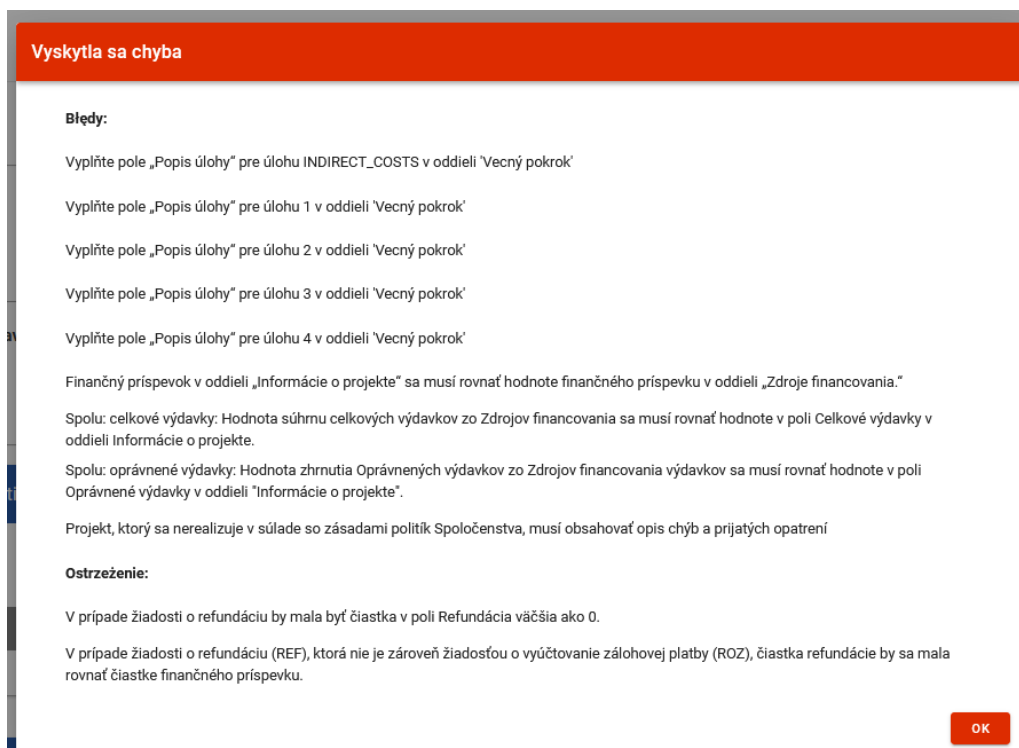 Vyskytla sa chyba
Błędy:
Vyplňte pole „Popis úlohy“ pre úlohu INDIRECT_COSTS v oddieli 'Vecný pokrok'
Vyplňte pole „Popis úlohy“ pre úlohu 1 v oddieli 'Vecný pokrok'
Vyplňte pole „Popis úlohy“ pre úlohu 2 v oddieli 'Vecný pokrok'
Vyplňte pole „Popis úlohy“ pre úlohu 3 v oddieli 'Vecný pokrok'
Vyplňte pole „Popis úlohy“ pre úlohu 4 v oddieli 'Vecný pokrok'
Finančný príspevok v oddieli „Informácie o projekte“ sa musí rovnať hodnote finančného príspevku v oddieli „Zdroje financovania.“
Spolu: celkové výdavky: Hodnota súhrnu celkových výdavkov zo Zdrojov financovania sa musí rovnať hodnote v poli Celkové výdavky v
oddieli Informácie o projekte.
Spolu: oprávnené výdavky: Hodnota zhrnutia Oprávnených výdavkov zo Zdrojov financovania výdavkov sa musí rovnať hodnote v poli
Oprávnené výdavky v oddieli "Informácie o projekte".
Projekt, ktorý sa nerealizuje v súlade so zásadami politík Spoločenstva, musí obsahovať opis chýb a prijatých opatrení
Ostrzeżenie:
V prípade žiadosti o refundáciu by mala byť čiastka v poli Refundácia väčšia ako 0.
V prípade žiadosti o refundáciu (REF), ktorá nie je zároveň žiadosťou o vyúčtovanie zálohovej platby (ROZ), čiastka refundácie by sa mala
rovnať čiastke finančného príspevku.
OK